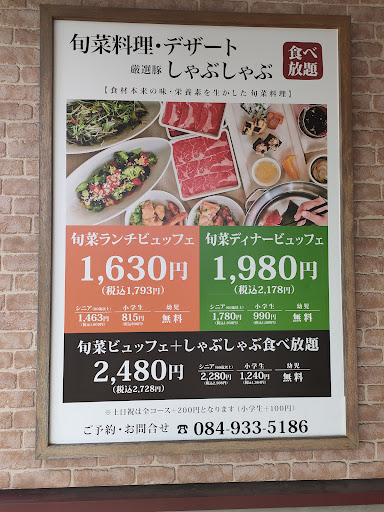 旬菜料理・デザート
厳選豚 しゃぶしゃぶ
食べ放題
【食材本来の味・栄養素を生かした 旬菜料理】
旬菜ランチビュッフェ
1,630円
(税込1,793円)
シニア 小学生 幼児
1,463円 815円 無料
旬菜ディナービュッフェ
1,980円
(税込2,178円)
シニア 小学生 幼児
1,780円 990円 無料
旬菜ビュッフェ+しゃぶしゃぶ食べ放題
2,480円
(税込2,728円)
シニア 小学生 幼児
2,280円 1,240円 無料
※土日祝は全コース+200円となります(小学生+100円)
ご予約・お問合せ ☎ 084-933-5186